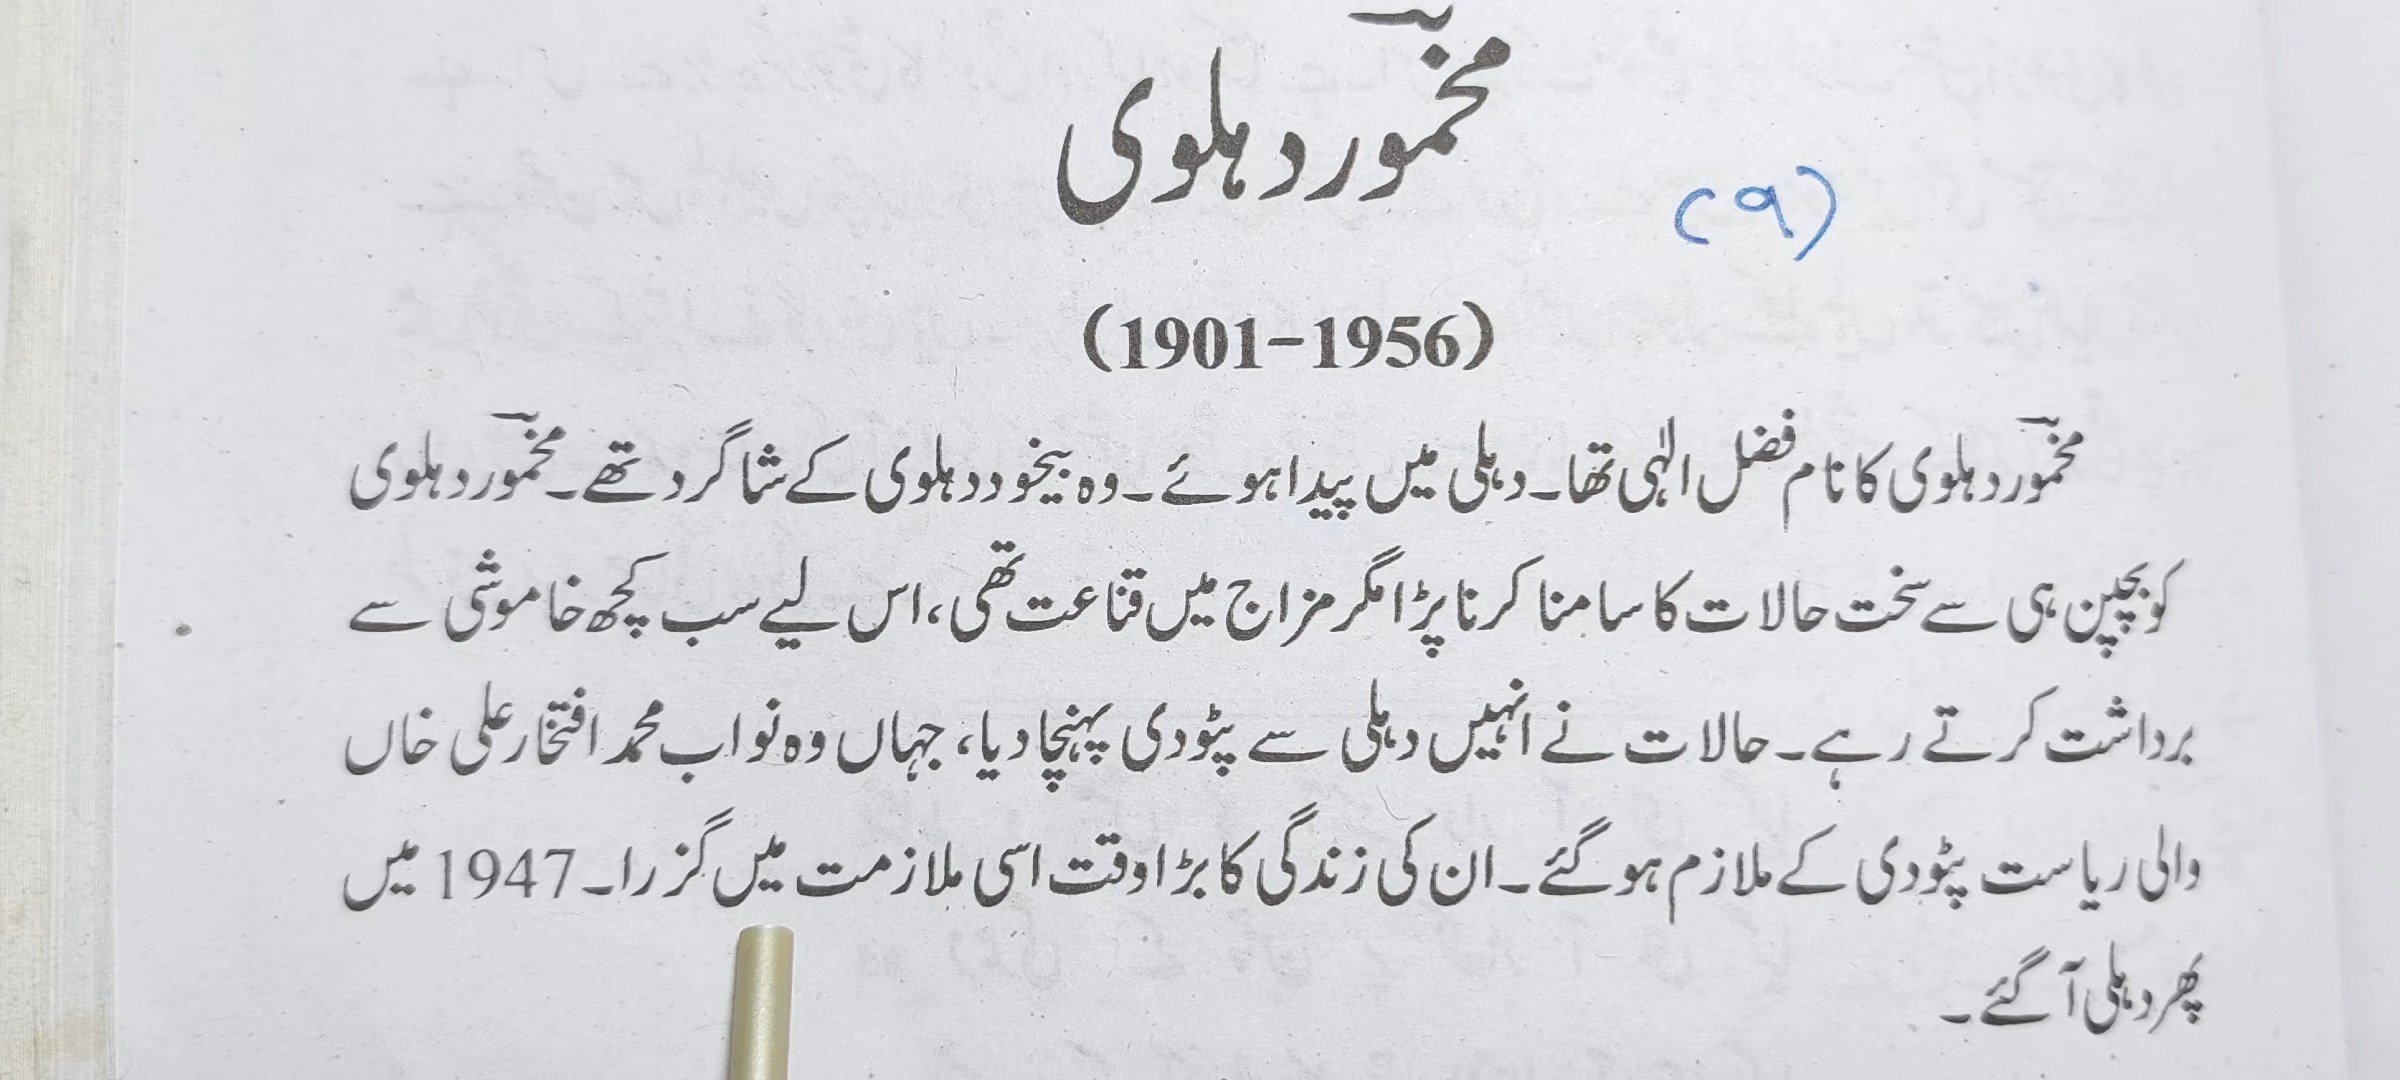 مخمورؔ دہلوی
(۹)
(1901-1956)
مخمورؔ دہلوی کا نام فضل الٰہی تھا۔ دہلی میں پیدا ہوئے۔ وہ بیخود دہلوی کے شاگرد تھے۔ مخمورؔ دہلوی
کو بچپن ہی سے سخت حالات کا سامنا کرنا پڑا مگر مزاج میں قناعت تھی، اس لیے سب کچھ خاموشی سے
برداشت کرتے رہے۔ حالات نے انہیں دہلی سے پٹودی پہنچا دیا، جہاں وہ نواب محمد افتخار علی خاں
والی ریاست پٹودی کے ملازم ہو گئے۔ ان کی زندگی کا بڑا وقت اسی ملازمت میں گزرا۔ 1947 میں
پھر دہلی آ گئے۔